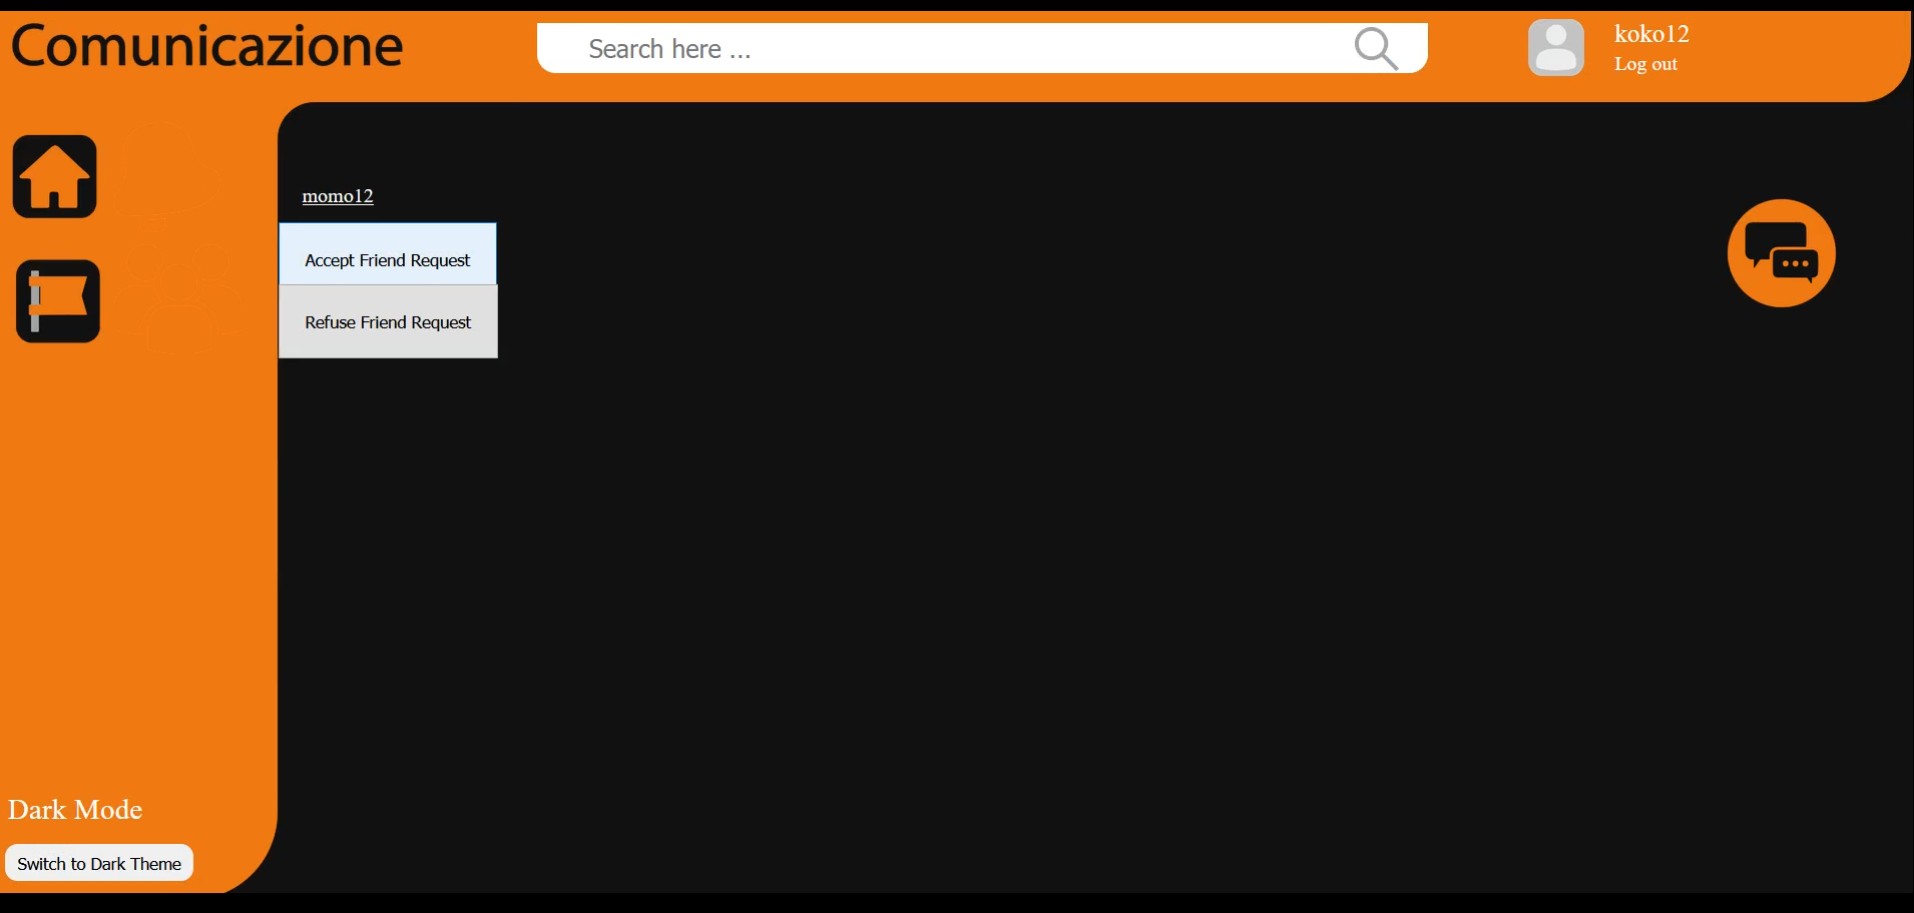 Comunicazione
Search here ...
koko12
Log out
momo12
Accept Friend Request
Refuse Friend Request
Dark Mode
Switch to Dark Theme